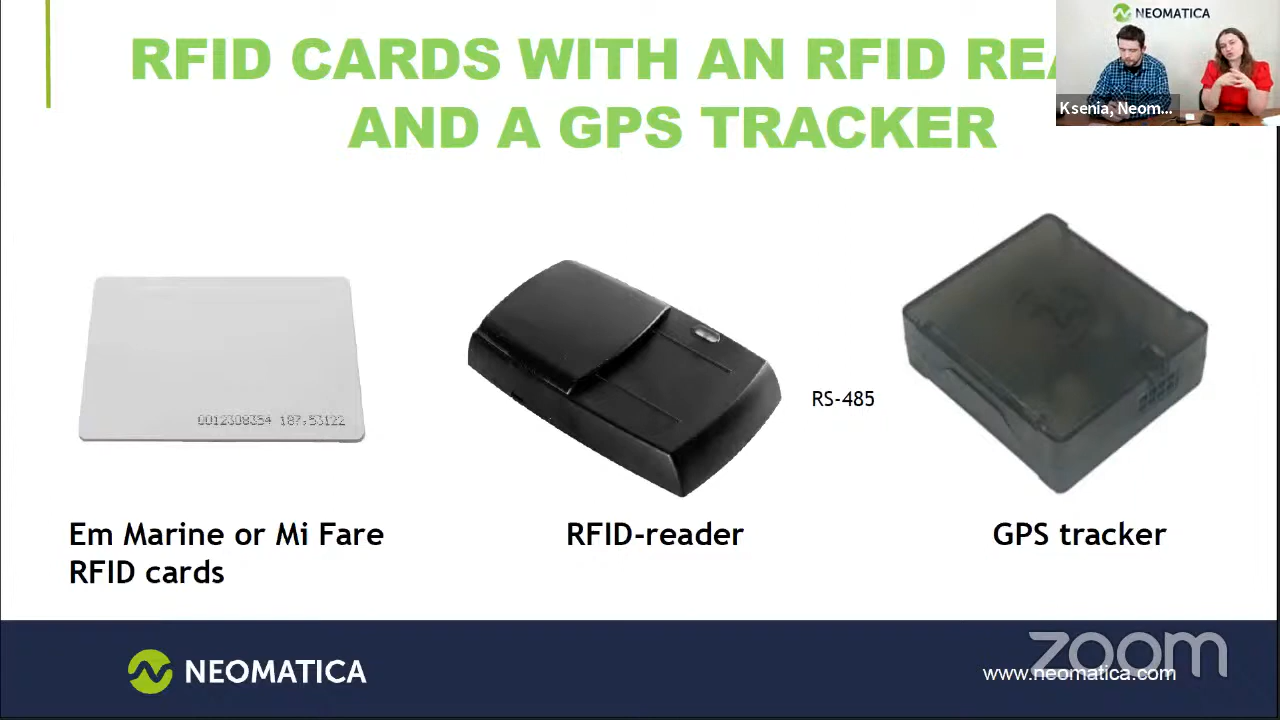 RFID CARDS WITH AN RFID REA
AND A GPS TRACKER
NEOMATICA
Ksenia, Neom...
0012308354 187,53122
RS-485
Em Marine or Mi Fare
RFID cards
RFID-reader
GPS tracker
NEOMATICA
zoom
www.neomatica.com